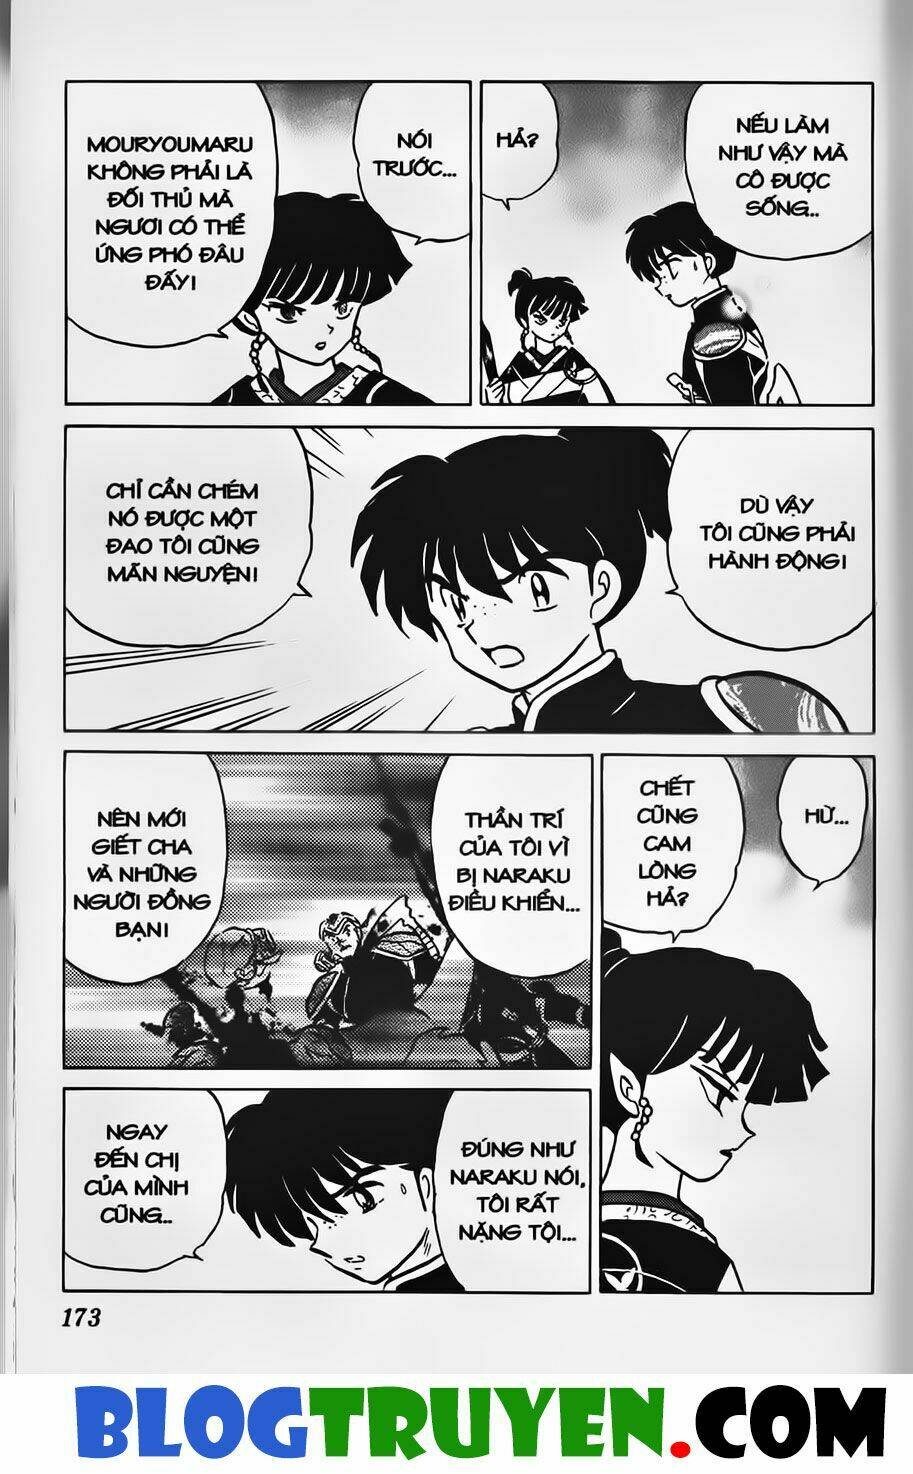 NẾU LÀM
NHƯ VẬY MÀ
CÔ ĐƯỢC
SỐNG..
HẢ?
NÓI
TRƯỚC...
MOURYOUMARU
KHÔNG PHẢI LÀ
ĐỐI THỦ MÀ
NGƯƠI CÓ THỂ
ỨNG PHÓ ĐÂU
ĐẤY!
DÙ VẬY
TÔI CŨNG PHẢI
HÀNH ĐỘNG!
CHỈ CẦN CHÉM
NÓ ĐƯỢC MỘT
ĐAO TÔI CŨNG
MÃN NGUYỆN!
HỪ...
CHẾT
CŨNG
CAM
LÒNG
HẢ?
THẦN TRÍ
CỦA TÔI VÌ
BỊ NARAKU
ĐIỀU KHIỂN...
NÊN MỚI
GIẾT CHA
VÀ NHỮNG
NGƯỜI ĐỒNG
BẠN!
ĐÚNG NHƯ
NARAKU NÓI,
TÔI RẤT
NẶNG TỘI...
NGAY
ĐẾN CHỊ
CỦA MÌNH
CŨNG...
173
BLOGTRUYEN.COM